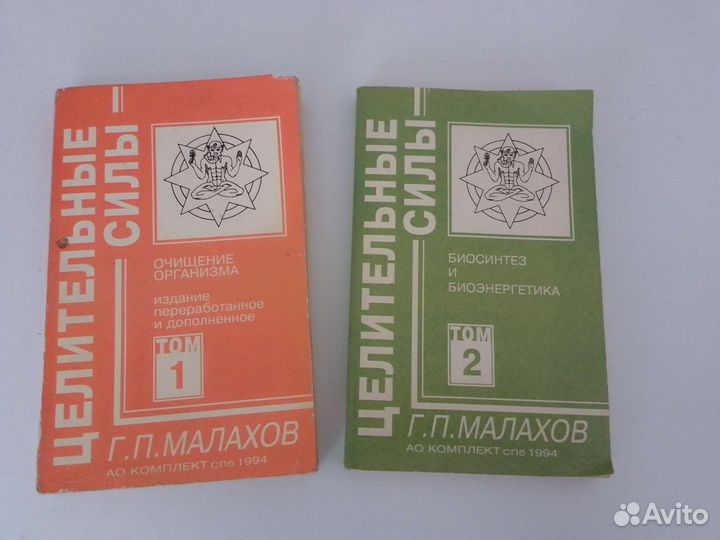 ЦЕЛИТЕЛЬНЫЕ
СИЛЫ
ОЧИЩЕНИЕ
ОРГАНИЗМА
издание
переработанное
и дополненное
ТОМ
1
Г.П.МАЛАХОВ
АО КОМПЛЕКТ спб 1994
ЦЕЛИТЕЛЬНЫЕ
СИЛЫ
БИОСИНТЕЗ
И
БИОЭНЕРГЕТИКА
ТОМ
2
Г.П.МАЛАХОВ
АО КОМПЛЕКТ спб 1994
Avito